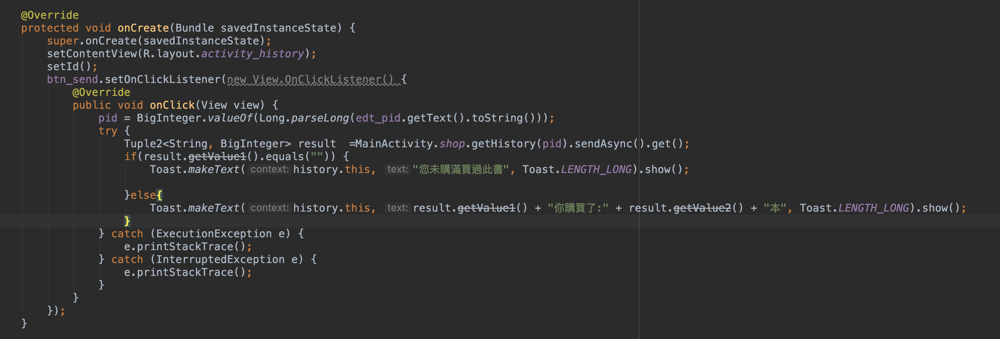 @Override
protected void onCreate(Bundle savedInstanceState) {
super.onCreate(savedInstanceState);
setContentView(R.layout.activity_history);
setId();
btn_send.setOnClickListener(new View.OnClickListener() {
@Override
public void onClick(View view) {
pid = BigInteger.valueOf(Long.parseLong(edt_pid.getText().toString()));
try {
Tuple2<String, BigInteger> result  =MainActivity.shop.getHistory(pid).sendAsync().get();
if(result.getValue1().equals("")) {
Toast.makeText( context: history.this, text: "您未購滿買過此書", Toast.LENGTH_LONG).show();
}else{
Toast.makeText( context: history.this, text: result.getValue1() + "你購買了:" + result.getValue2() + "本", Toast.LENGTH_LONG).show();
}
} catch (ExecutionException e) {
e.printStackTrace();
} catch (InterruptedException e) {
e.printStackTrace();
}
}
});
}